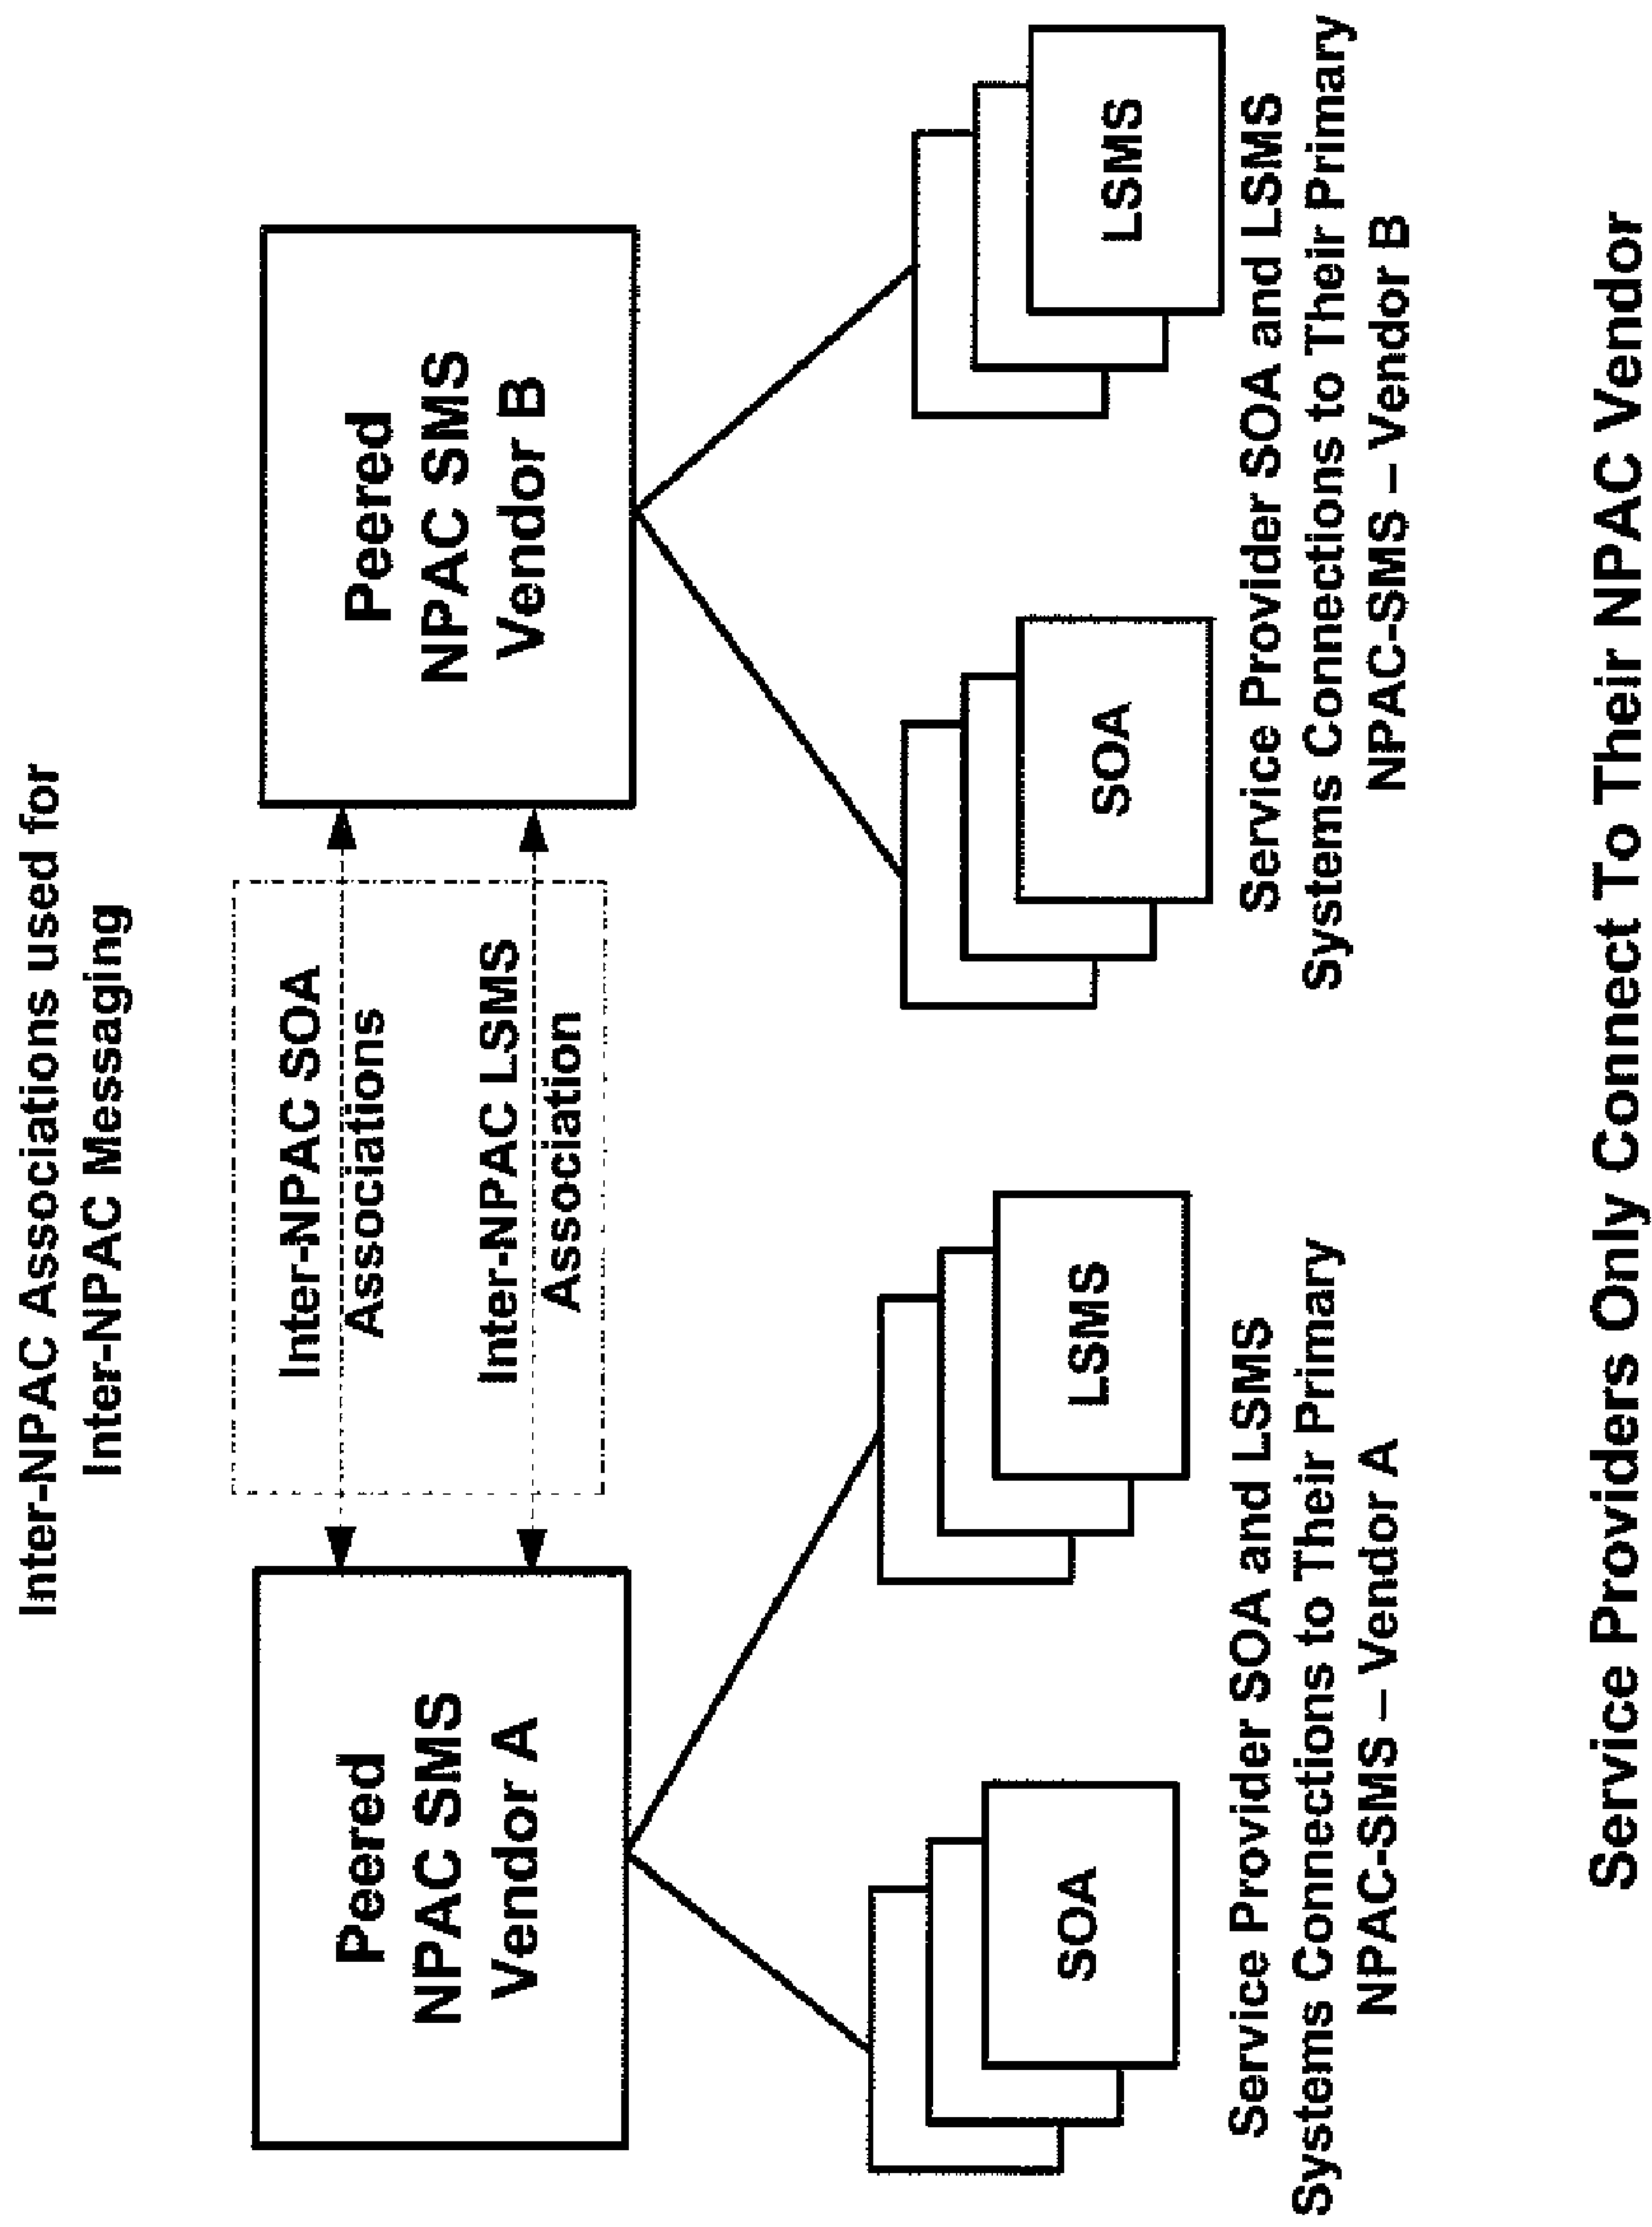 Inter-NPAC Associations used for
Inter-NPAC Messaging
Peered
NPAC SMS
Vendor A
Inter-NPAC SOA
Associations
Inter-NPAC LSMS
Association
Peered
NPAC SMS
Vendor B
SOA
LSMS
SOA
LSMS
Service Provider SOA and LSMS
Systems Connections to Their Primary
NPAC-SMS – Vendor A
Service Provider SOA and LSMS
Systems Connections to Their Primary
NPAC-SMS – Vendor B
Service Providers Only Connect To Their NPAC Vendor